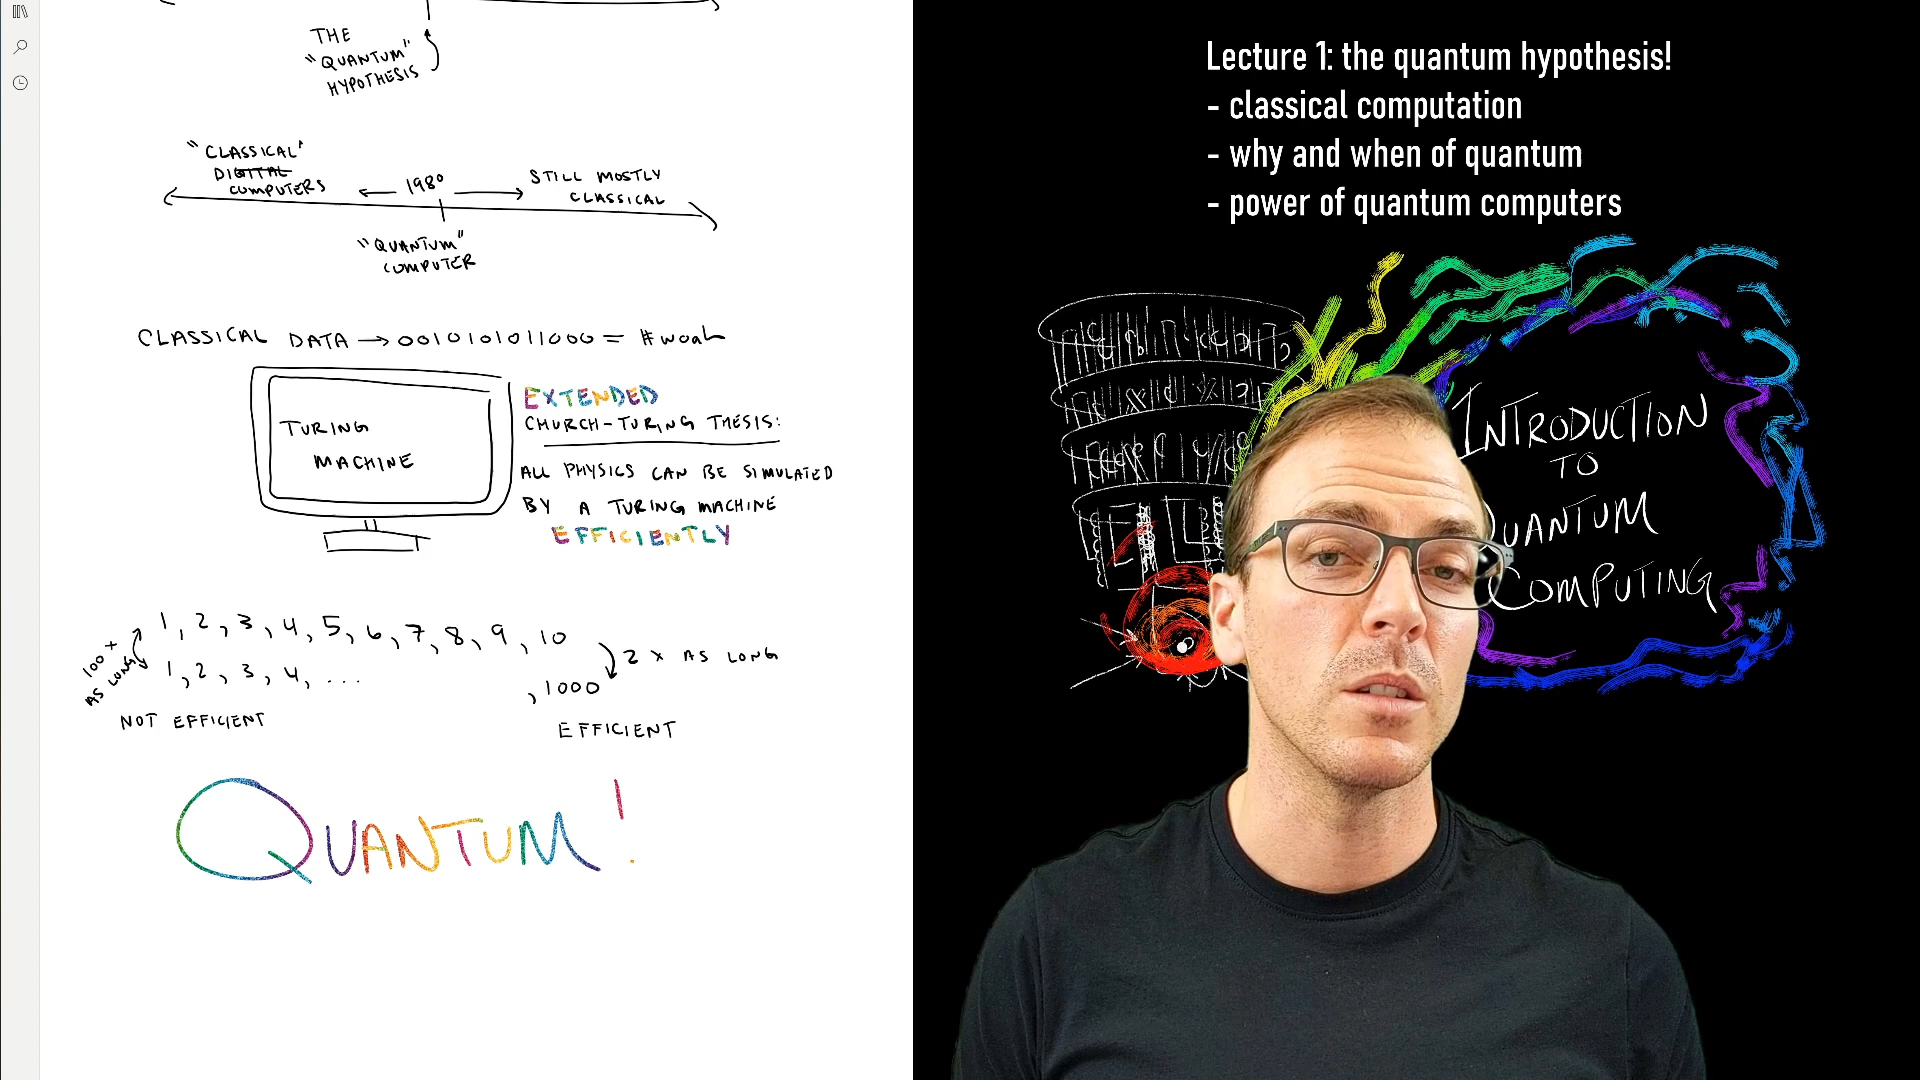 THE
"QUANTUM"
HYPOTHESIS
"CLASSICAL"
DIGITAL
COMPUTERS
1980
STILL MOSTLY
CLASSICAL
"QUANTUM"
COMPUTER
CLASSICAL DATA → 0010101011000 = #woah
TURING
MACHINE
EXTENDED
CHURCH-TURING THESIS:
ALL PHYSICS CAN BE SIMULATED
BY A TURING MACHINE
EFFICIENTLY
1, 2, 3, 4, 5, 6, 7, 8, 9, 10
100 x
AS LONG
2 x AS LONG
1, 2, 3, 4, ... , 1000
NOT EFFICIENT
EFFICIENT
QUANTUM!
Lecture 1: the quantum hypothesis!
- classical computation
- why and when of quantum
- power of quantum computers
INTRODUCTION
TO
QUANTUM
COMPUTING